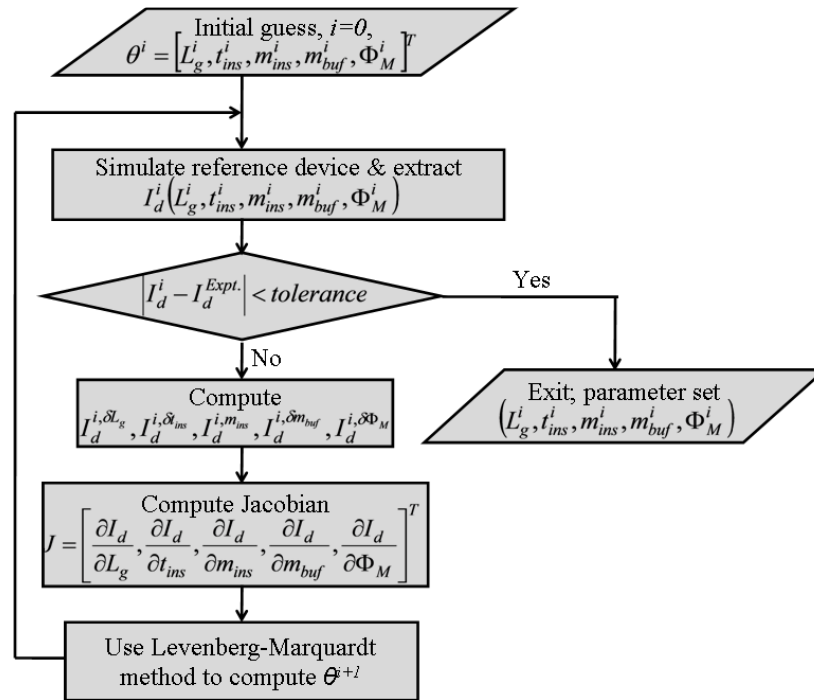 Initial guess, i=0,
θ^i = [L_g^i, t_ins^i, m_ins^i, m_buf^i, Φ_M^i]^T
Simulate reference device & extract
I_d^i(L_g^i, t_ins^i, m_ins^i, m_buf^i, Φ_M^i)
|I_d^i − I_d^Expt.| < tolerance
Yes
No
Exit; parameter set
(L_g^i, t_ins^i, m_ins^i, m_buf^i, Φ_M^i)
Compute
I_d^{i,δL_g}, I_d^{i,δt_ins}, I_d^{i,m_ins}, I_d^{i,δm_buf}, I_d^{i,δΦ_M}
Compute Jacobian
J = [∂I_d/∂L_g, ∂I_d/∂t_ins, ∂I_d/∂m_ins, ∂I_d/∂m_buf, ∂I_d/∂Φ_M]^T
Use Levenberg-Marquardt
method to compute θ^{i+1}